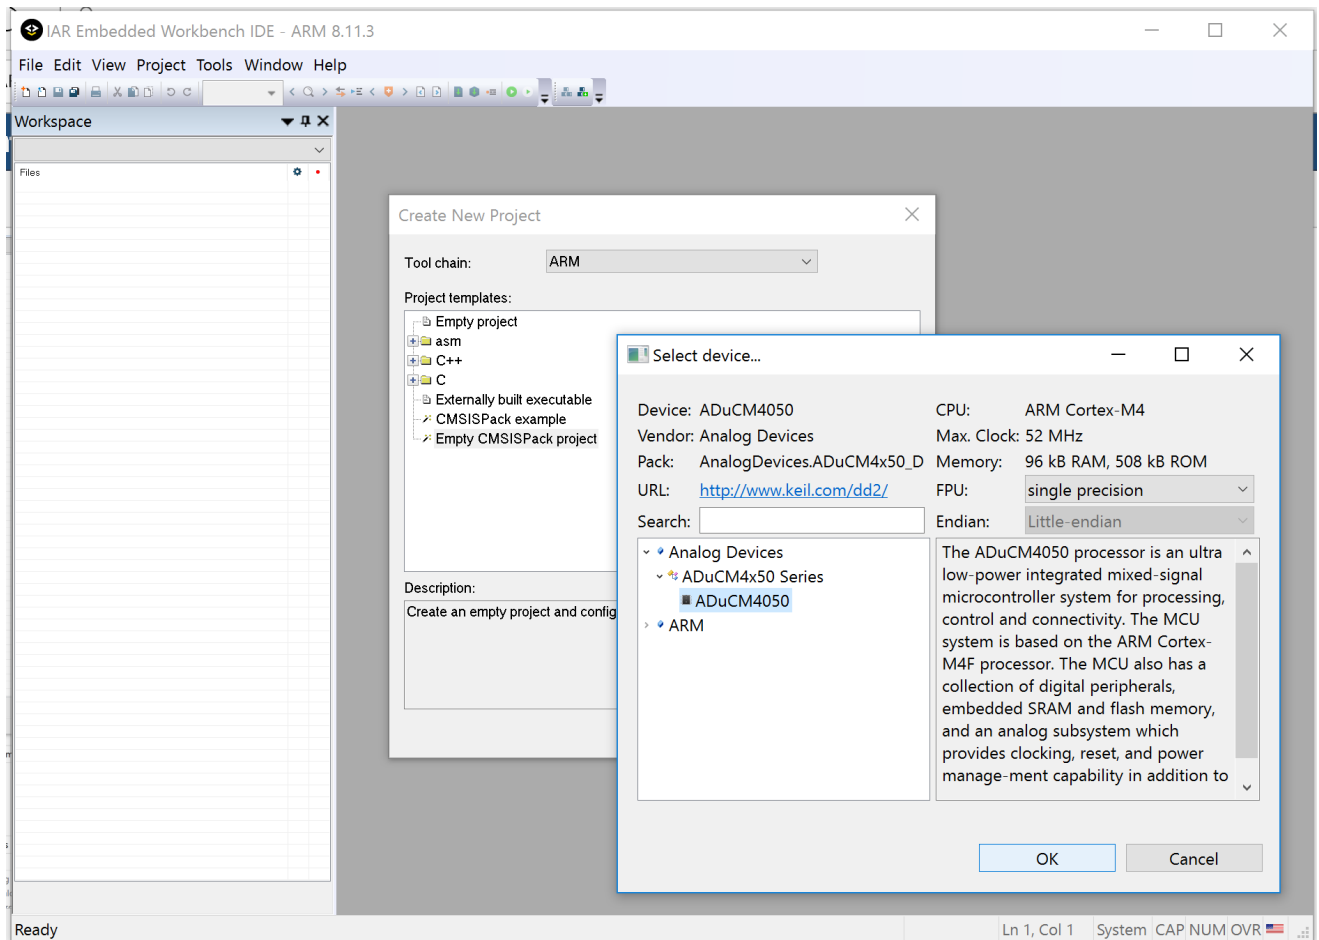 IAR Embedded Workbench IDE - ARM 8.11.3
File Edit View Project Tools Window Help
Workspace
Files
Create New Project
Tool chain: ARM
Project templates:
Empty project
asm
C++
C
Externally built executable
CMSISPack example
Empty CMSISPack project
Description:
Create an empty project and config
Select device...
Device: ADuCM4050
Vendor: Analog Devices
Pack: AnalogDevices.ADuCM4x50_D
URL: http://www.keil.com/dd2/
Search:
CPU: ARM Cortex-M4
Max. Clock: 52 MHz
Memory: 96 kB RAM, 508 kB ROM
FPU: single precision
Endian: Little-endian
Analog Devices
ADuCM4x50 Series
ADuCM4050
ARM
The ADuCM4050 processor is an ultra
low-power integrated mixed-signal
microcontroller system for processing,
control and connectivity. The MCU
system is based on the ARM Cortex-
M4F processor. The MCU also has a
collection of digital peripherals,
embedded SRAM and flash memory,
and an analog subsystem which
provides clocking, reset, and power
manage-ment capability in addition to
OK Cancel
Ready
Ln 1, Col 1 System CAP NUM OVR